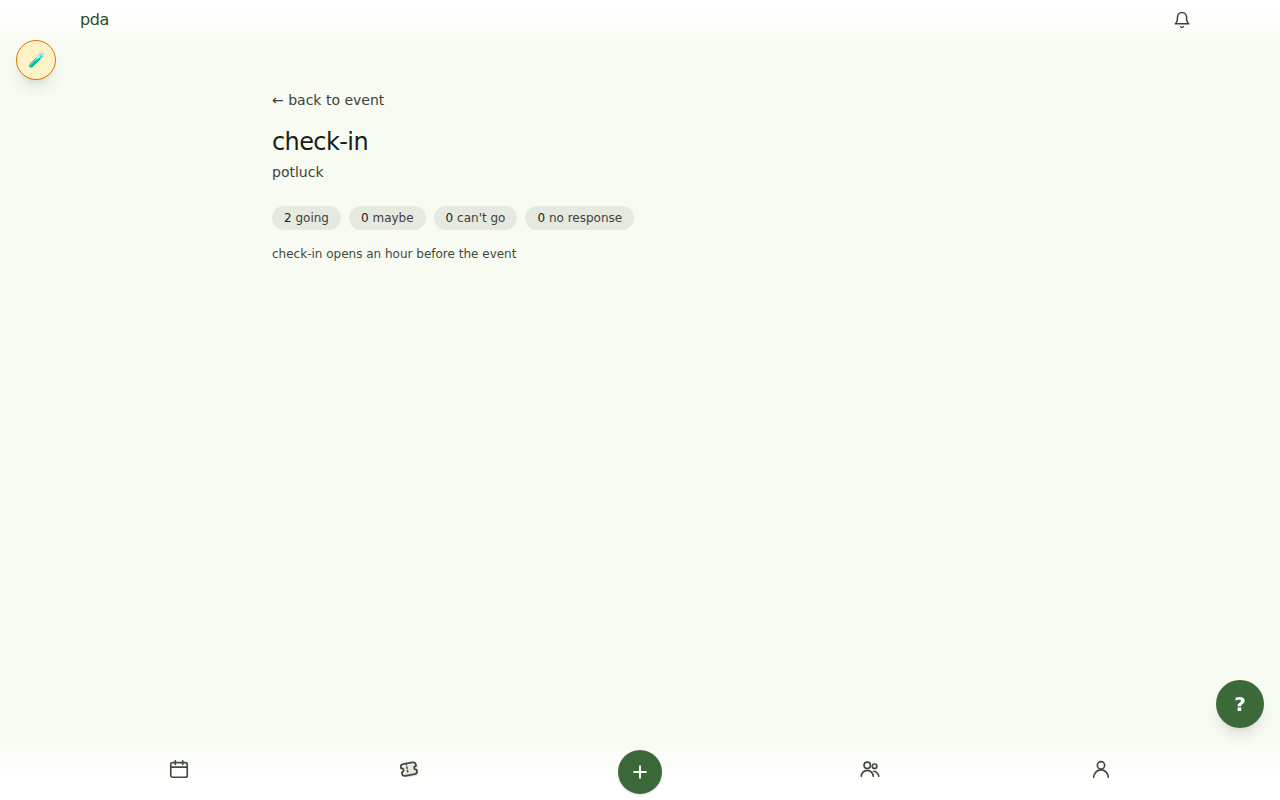 pda
← back to event
check-in
potluck
2 going 0 maybe 0 can't go 0 no response
check-in opens an hour before the event
?